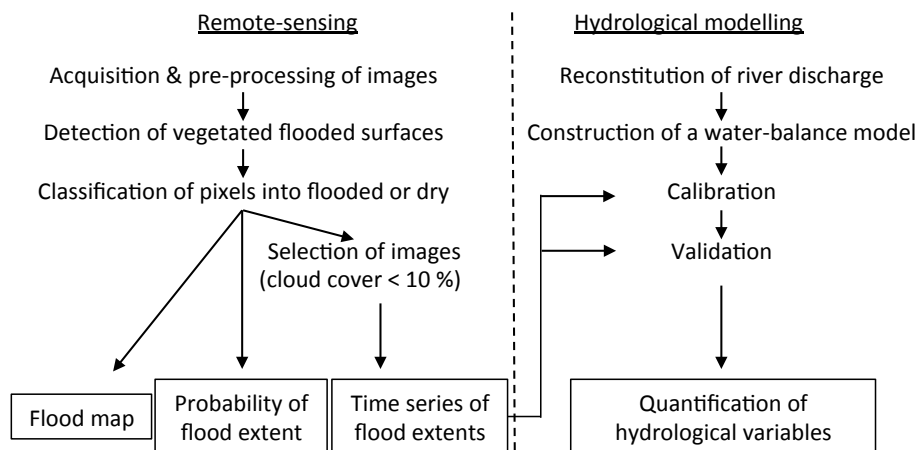 Remote-sensing
Acquisition & pre-processing of images
Detection of vegetated flooded surfaces
Classification of pixels into flooded or dry
Selection of images
(cloud cover < 10 %)
Flood map
Probability of
flood extent
Time series of
flood extents
Hydrological modelling
Reconstitution of river discharge
Construction of a water-balance model
Calibration
Validation
Quantification of
hydrological variables